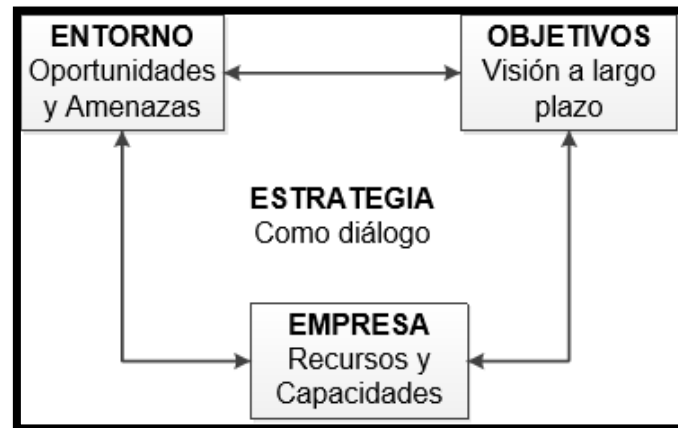 ENTORNO
Oportunidades
y Amenazas
OBJETIVOS
Visión a largo
plazo
ESTRATEGIA
Como diálogo
EMPRESA
Recursos y
Capacidades